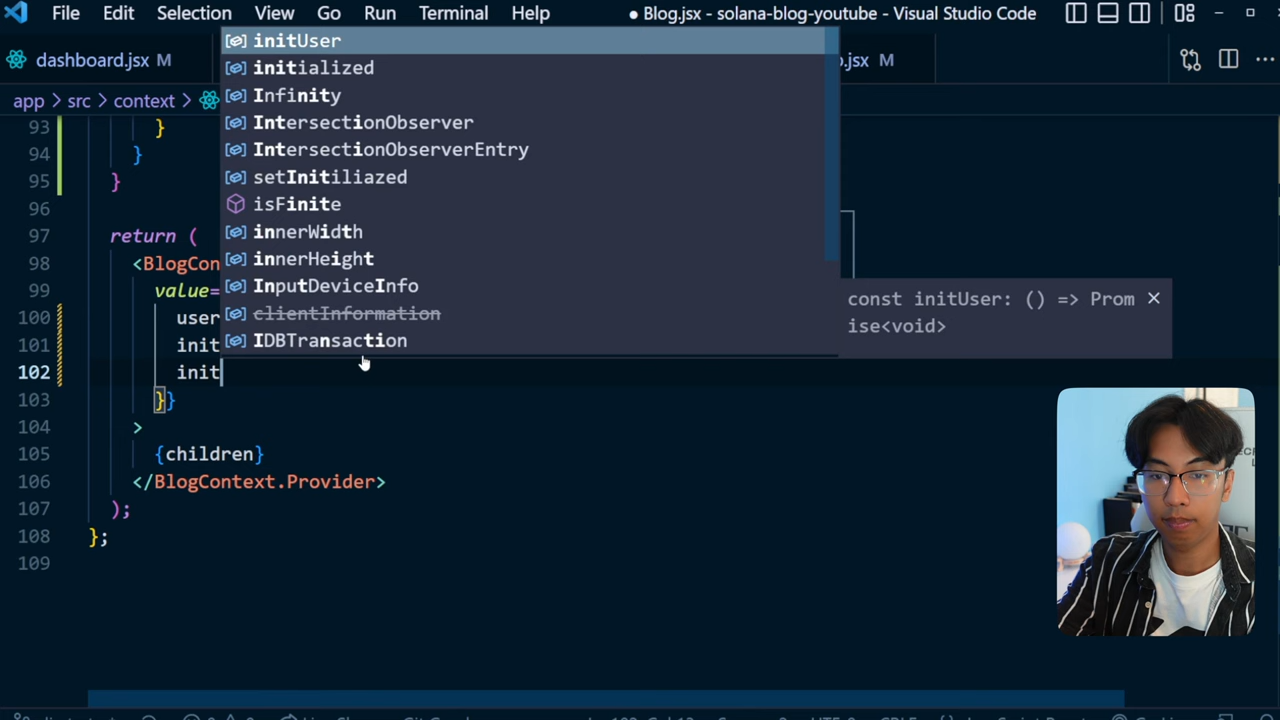 File Edit Selection View Go Run Terminal Help ● Blog.jsx - solana-blog-youtube - Visual Studio Code
dashboard.jsx M
.jsx M
app > src > context >
initUser
initialized
Infinity
IntersectionObserver
IntersectionObserverEntry
setInitiliazed
isFinite
innerWidth
innerHeight
InputDeviceInfo
clientInformation
IDBTransaction
const initUser: () => Prom
ise<void>
93 }
94 }
95 }
96
97 return (
98 <BlogCon
99 value=
100 user
101 init
102 init
103 }}
104 >
105 {children}
106 </BlogContext.Provider>
107 );
108 };
109